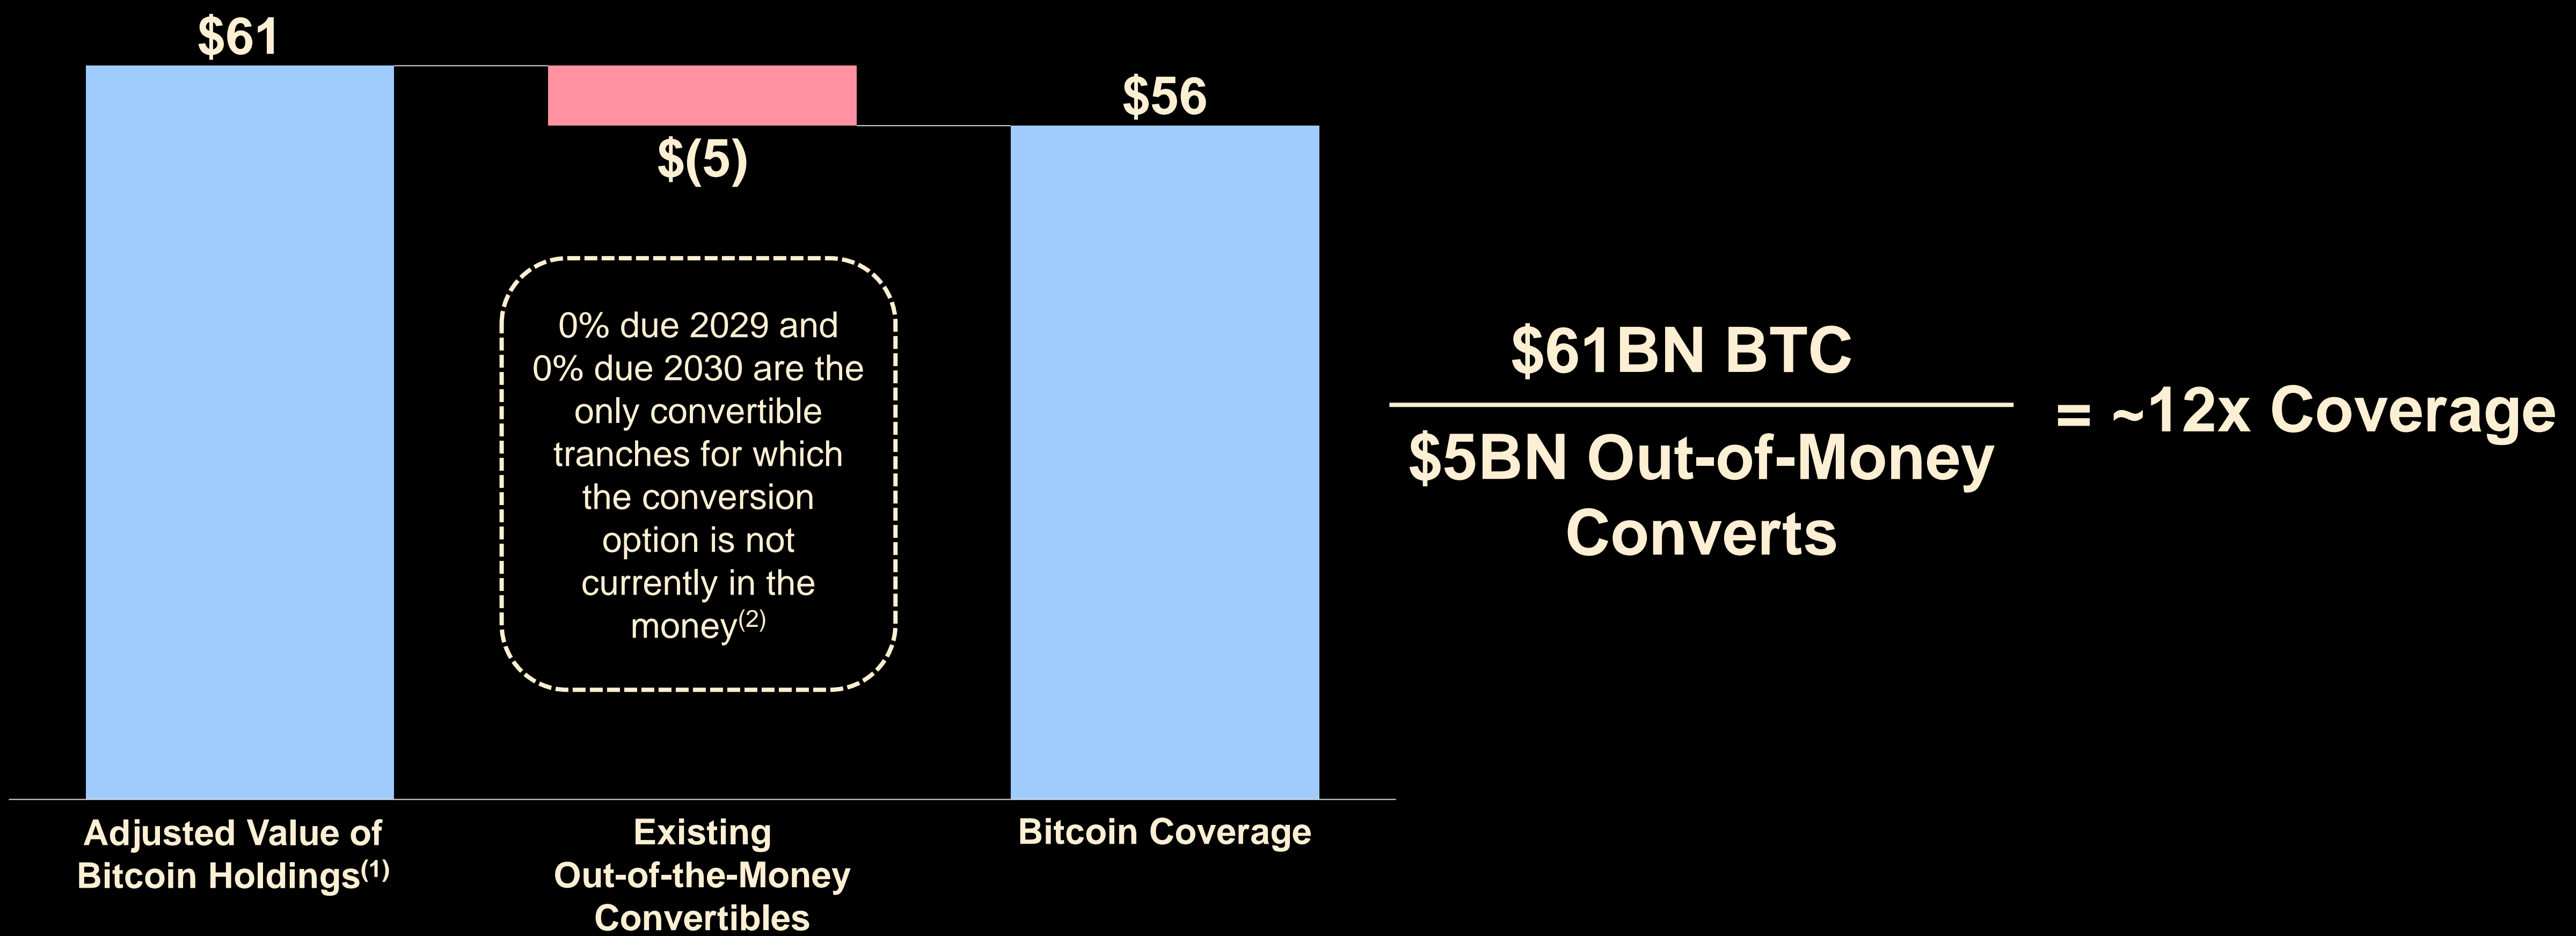 $61
$(5)
$56
0% due 2029 and
0% due 2030 are the
only convertible
tranches for which
the conversion
option is not
currently in the
money(2)
Adjusted Value of
Bitcoin Holdings(1)
Existing
Out-of-the-Money
Convertibles
Bitcoin Coverage
$61BN BTC
$5BN Out-of-Money
Converts
= ~12x Coverage